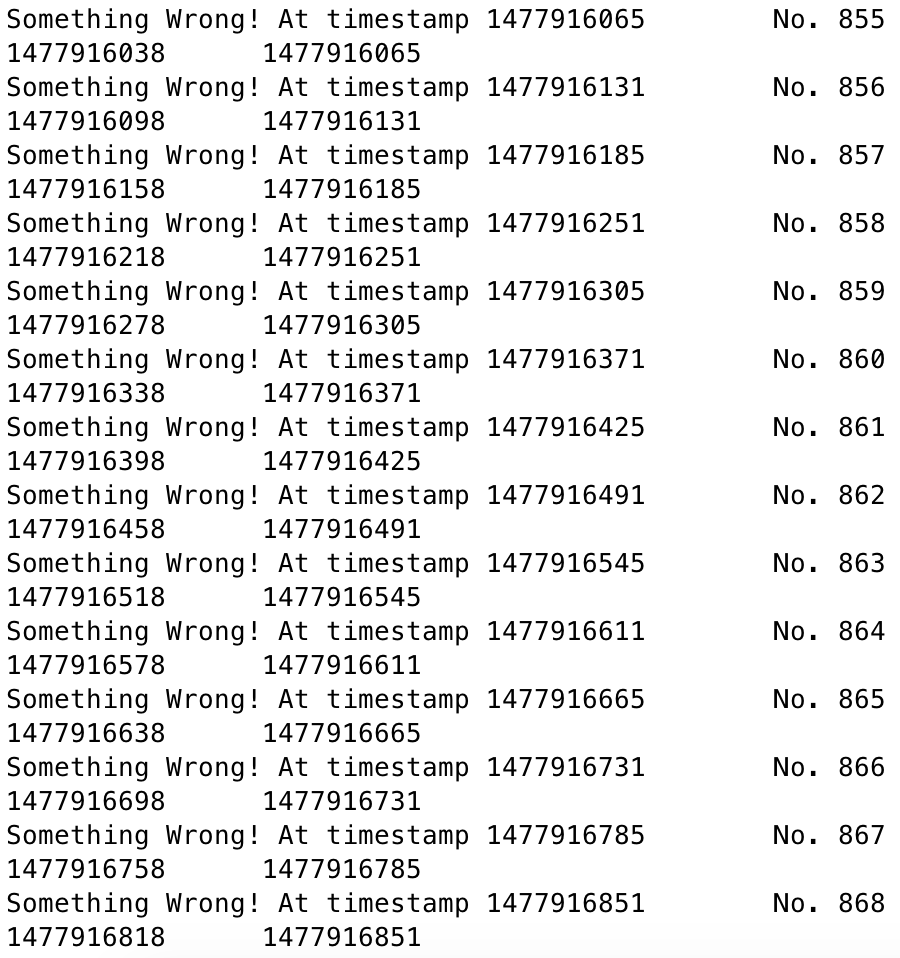 Something Wrong! At timestamp 1477916065        No. 855
1477916038      1477916065
Something Wrong! At timestamp 1477916131        No. 856
1477916098      1477916131
Something Wrong! At timestamp 1477916185        No. 857
1477916158      1477916185
Something Wrong! At timestamp 1477916251        No. 858
1477916218      1477916251
Something Wrong! At timestamp 1477916305        No. 859
1477916278      1477916305
Something Wrong! At timestamp 1477916371        No. 860
1477916338      1477916371
Something Wrong! At timestamp 1477916425        No. 861
1477916398      1477916425
Something Wrong! At timestamp 1477916491        No. 862
1477916458      1477916491
Something Wrong! At timestamp 1477916545        No. 863
1477916518      1477916545
Something Wrong! At timestamp 1477916611        No. 864
1477916578      1477916611
Something Wrong! At timestamp 1477916665        No. 865
1477916638      1477916665
Something Wrong! At timestamp 1477916731        No. 866
1477916698      1477916731
Something Wrong! At timestamp 1477916785        No. 867
1477916758      1477916785
Something Wrong! At timestamp 1477916851        No. 868
1477916818      1477916851